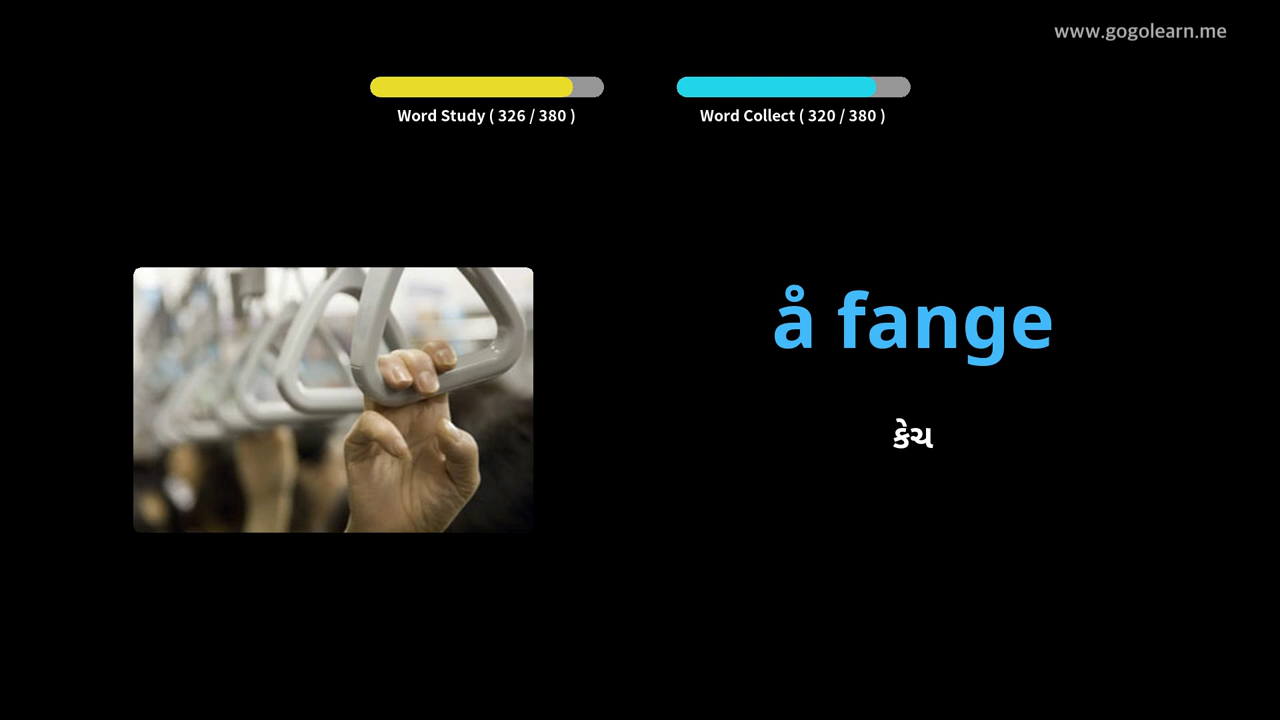 www.gogolearn.me
Word Study ( 326 / 380 )
Word Collect ( 320 / 380 )
å fange
કેચ